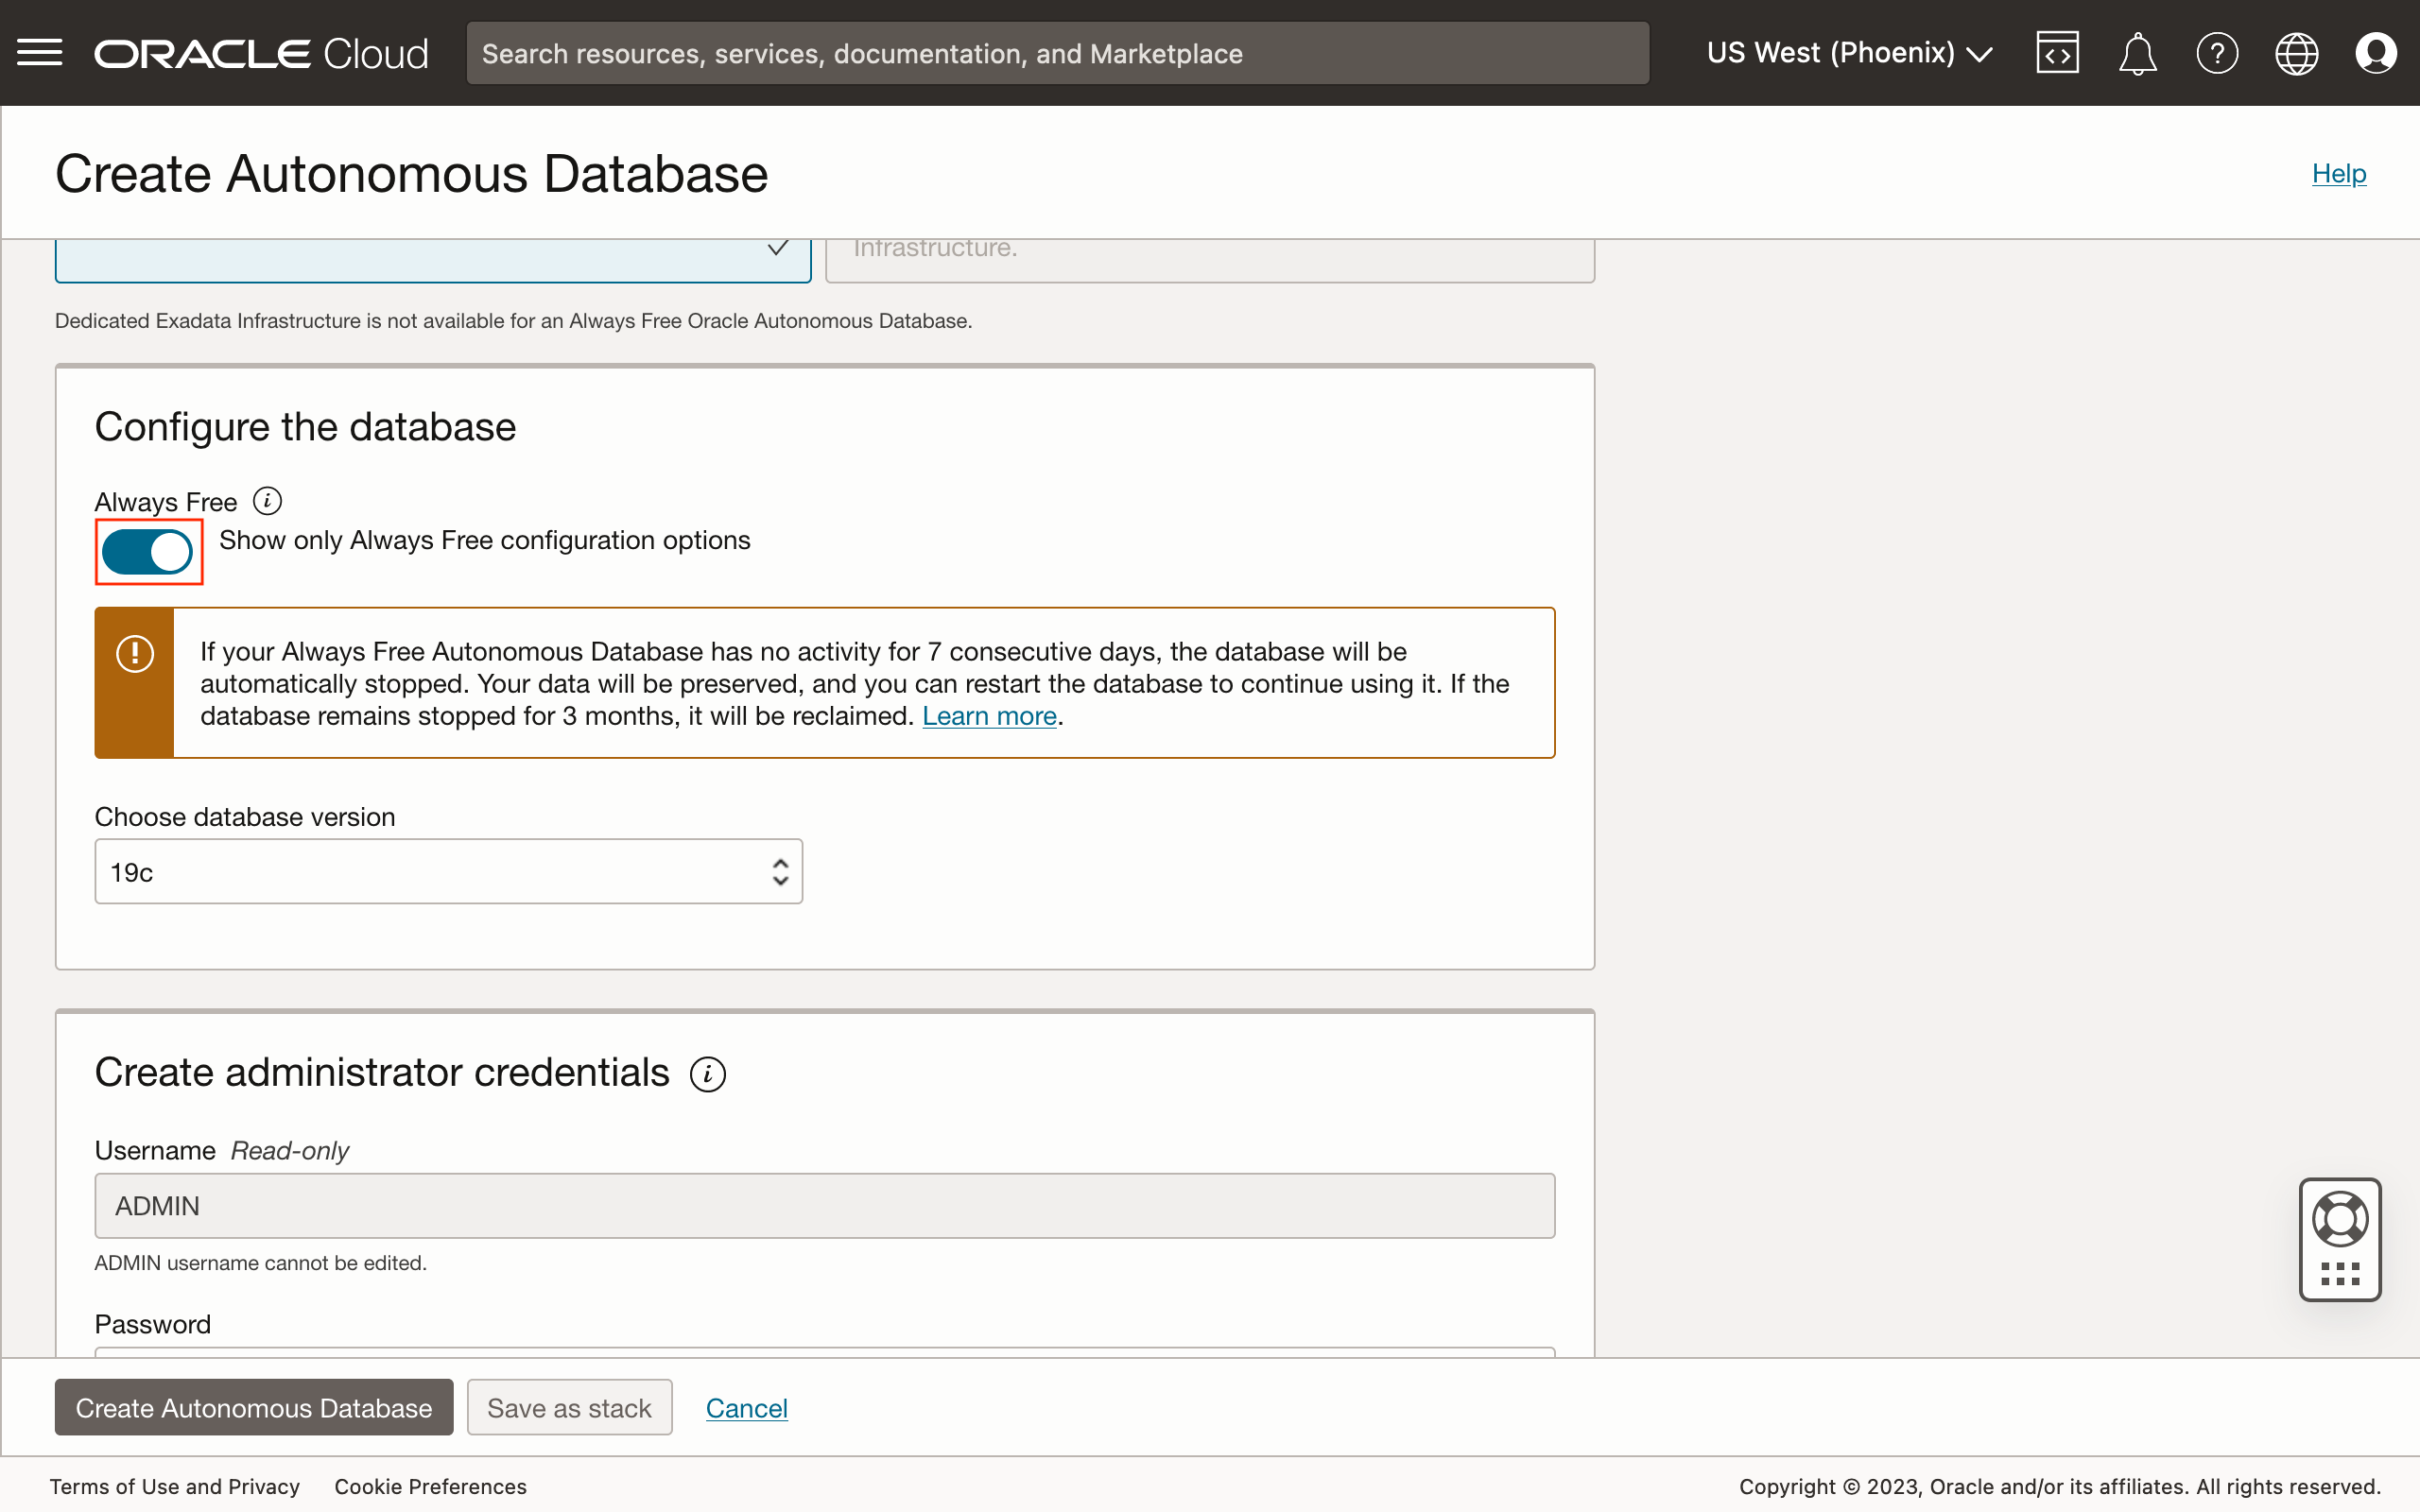 ORACLE Cloud
Search resources, services, documentation, and Marketplace
US West (Phoenix)
Create Autonomous Database
Help
Infrastructure.
Dedicated Exadata Infrastructure is not available for an Always Free Oracle Autonomous Database.
Configure the database
Always Free
Show only Always Free configuration options
If your Always Free Autonomous Database has no activity for 7 consecutive days, the database will be
automatically stopped. Your data will be preserved, and you can restart the database to continue using it. If the
database remains stopped for 3 months, it will be reclaimed. Learn more.
Choose database version
19c
Create administrator credentials
Username Read-only
ADMIN
ADMIN username cannot be edited.
Password
Create Autonomous Database
Save as stack
Cancel
Terms of Use and Privacy
Cookie Preferences
Copyright © 2023, Oracle and/or its affiliates. All rights reserved.